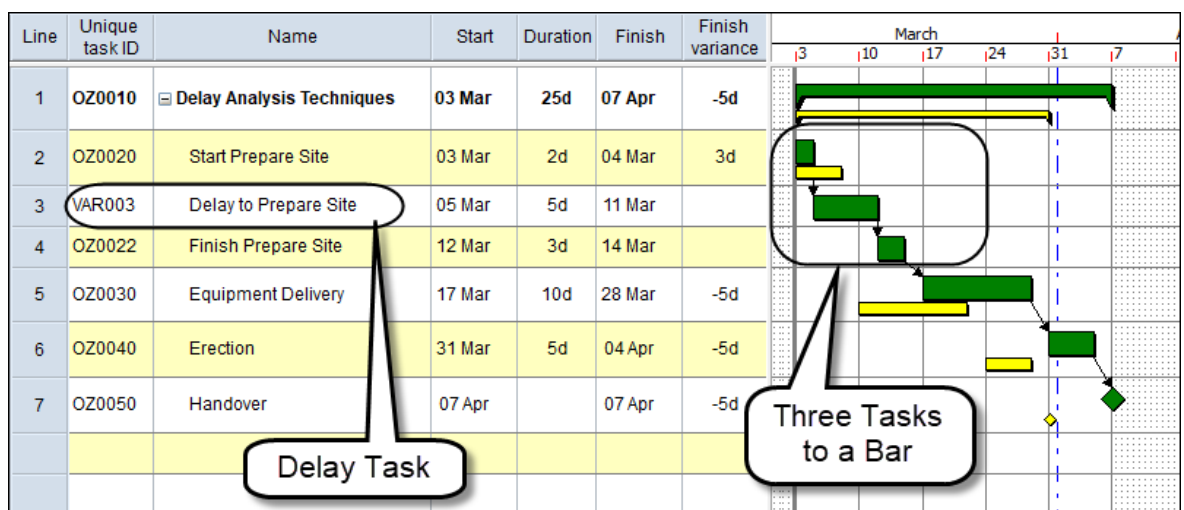 Line Unique task ID Name Start Duration Finish Finish variance March
3 10 17 24 31 7
1 OZ0010 Delay Analysis Techniques 03 Mar 25d 07 Apr -5d
2 OZ0020 Start Prepare Site 03 Mar 2d 04 Mar 3d
3 VAR003 Delay to Prepare Site 05 Mar 5d 11 Mar
4 OZ0022 Finish Prepare Site 12 Mar 3d 14 Mar
5 OZ0030 Equipment Delivery 17 Mar 10d 28 Mar -5d
6 OZ0040 Erection 31 Mar 5d 04 Apr -5d
7 OZ0050 Handover 07 Apr 07 Apr -5d
Three Tasks
to a Bar
Delay Task